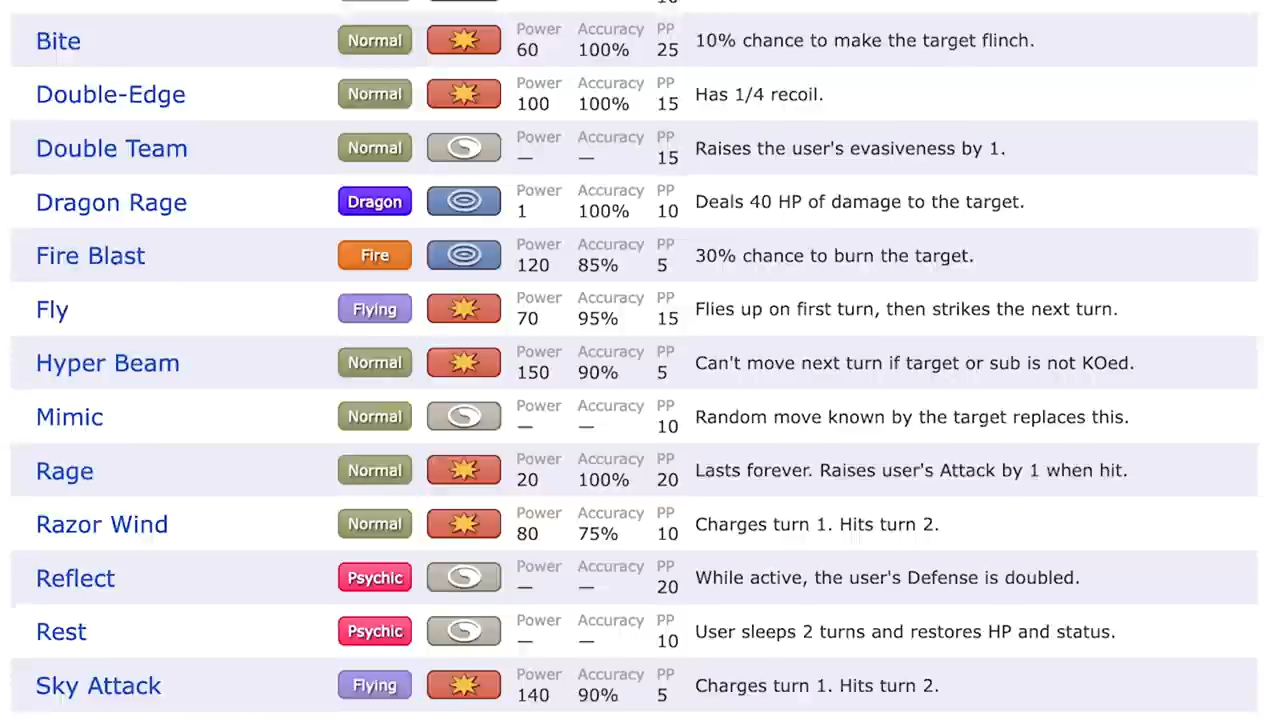 Bite Normal Power 60 Accuracy 100% PP 25 10% chance to make the target flinch.
Double-Edge Normal Power 100 Accuracy 100% PP 15 Has 1/4 recoil.
Double Team Normal Power — Accuracy — PP 15 Raises the user's evasiveness by 1.
Dragon Rage Dragon Power 1 Accuracy 100% PP 10 Deals 40 HP of damage to the target.
Fire Blast Fire Power 120 Accuracy 85% PP 5 30% chance to burn the target.
Fly Flying Power 70 Accuracy 95% PP 15 Flies up on first turn, then strikes the next turn.
Hyper Beam Normal Power 150 Accuracy 90% PP 5 Can't move next turn if target or sub is not KOed.
Mimic Normal Power — Accuracy — PP 10 Random move known by the target replaces this.
Rage Normal Power 20 Accuracy 100% PP 20 Lasts forever. Raises user's Attack by 1 when hit.
Razor Wind Normal Power 80 Accuracy 75% PP 10 Charges turn 1. Hits turn 2.
Reflect Psychic Power — Accuracy — PP 20 While active, the user's Defense is doubled.
Rest Psychic Power — Accuracy — PP 10 User sleeps 2 turns and restores HP and status.
Sky Attack Flying Power 140 Accuracy 90% PP 5 Charges turn 1. Hits turn 2.